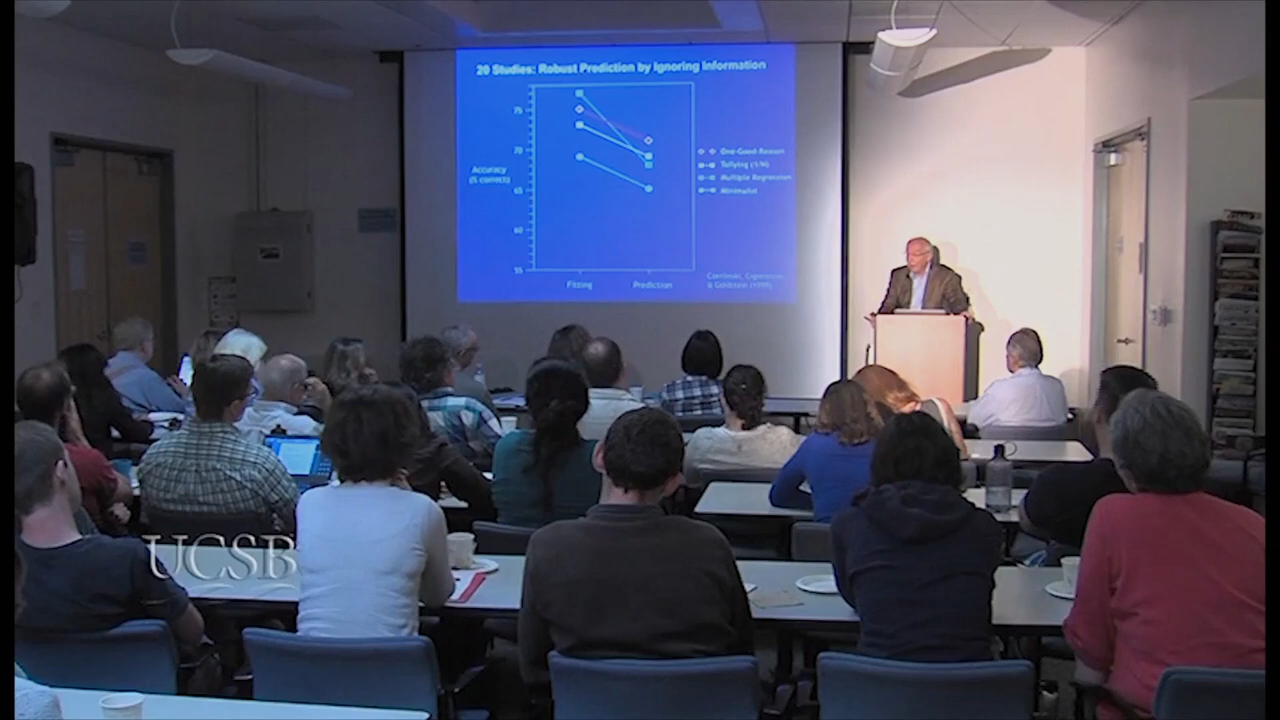 20 Studies: Robust Prediction by Ignoring Information
75
70
65
60
55
Accuracy
(% correct)
Fitting
Prediction
One-Good-Reason
Tallying (1/N)
Multiple Regression
Minimalist
Czerlinski, Gigerenzer,
& Goldstein (1999)
UCSB